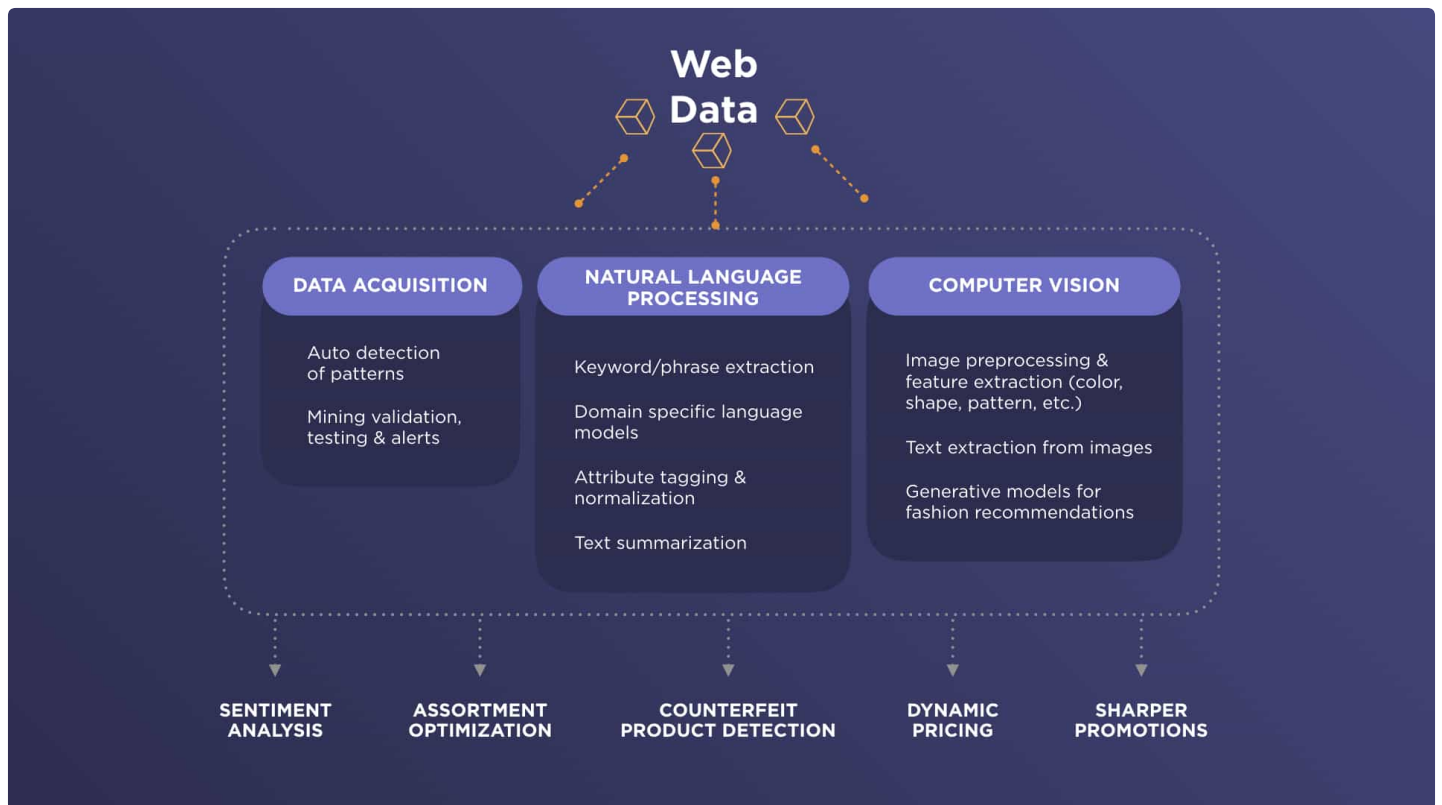 Web
Data
DATA ACQUISITION
Auto detection
of patterns
Mining validation,
testing & alerts
NATURAL LANGUAGE
PROCESSING
Keyword/phrase extraction
Domain specific language
models
Attribute tagging &
normalization
Text summarization
COMPUTER VISION
Image preprocessing &
feature extraction (color,
shape, pattern, etc.)
Text extraction from images
Generative models for
fashion recommendations
SENTIMENT
ANALYSIS
ASSORTMENT
OPTIMIZATION
COUNTERFEIT
PRODUCT DETECTION
DYNAMIC
PRICING
SHARPER
PROMOTIONS